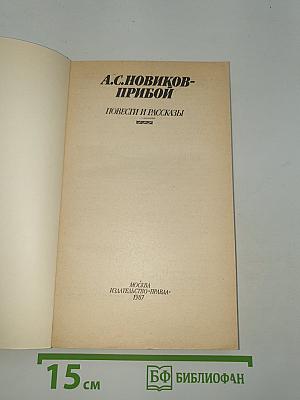 А.С.НОВИКОВ-
ПРИБОЙ
ПОВЕСТИ И РАССКАЗЫ
МОСКВА
ИЗДАТЕЛЬСТВО «ПРАВДА»
1987
15 см
БФ БИБЛИОФАН